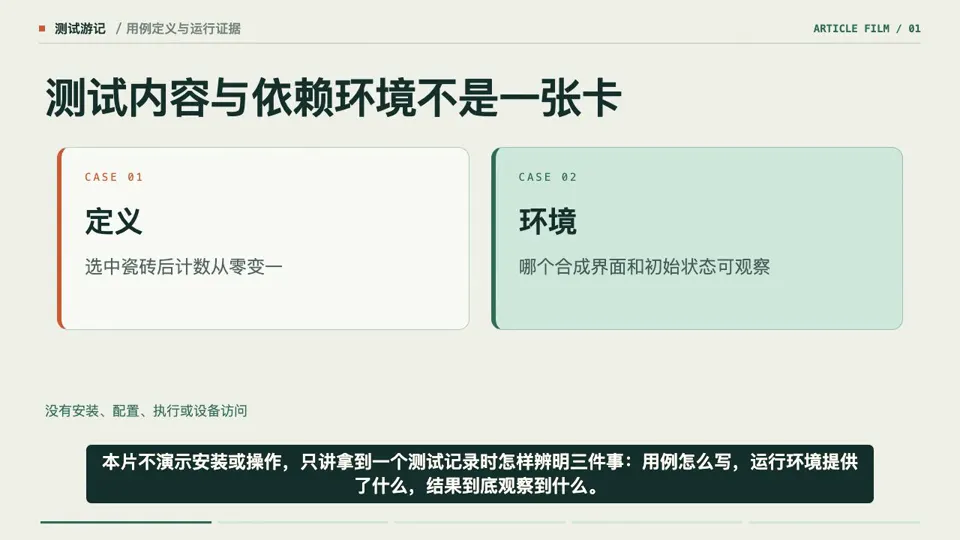 测试游记 / 用例定义与运行证据
ARTICLE FILM / 01
测试内容与依赖环境不是一张卡
CASE 01
定义
选中瓷砖后计数从零变一
CASE 02
环境
哪个合成界面和初始状态可观察
没有安装、配置、执行或设备访问
本片不演示安装或操作，只讲拿到一个测试记录时怎样辨明三件事：用例怎么写，运行环境提供
了什么，结果到底观察到什么。